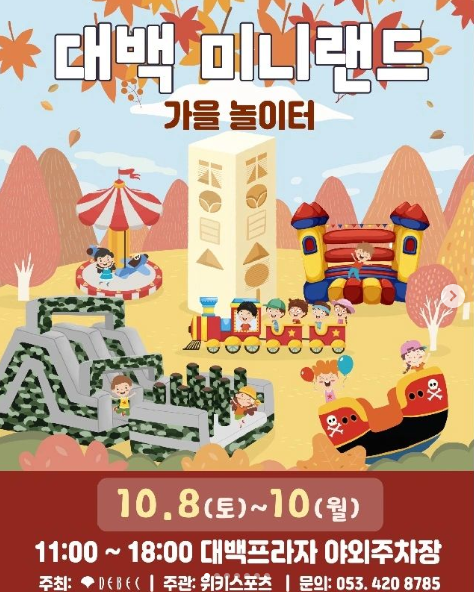 대백 미니랜드
가을 놀이터
10.8(토)~10(월)
11:00 ~ 18:00 대백프라자 야외주차장
주최: DEBEC | 주관: 위키스포츠 | 문의: 053. 420 8785